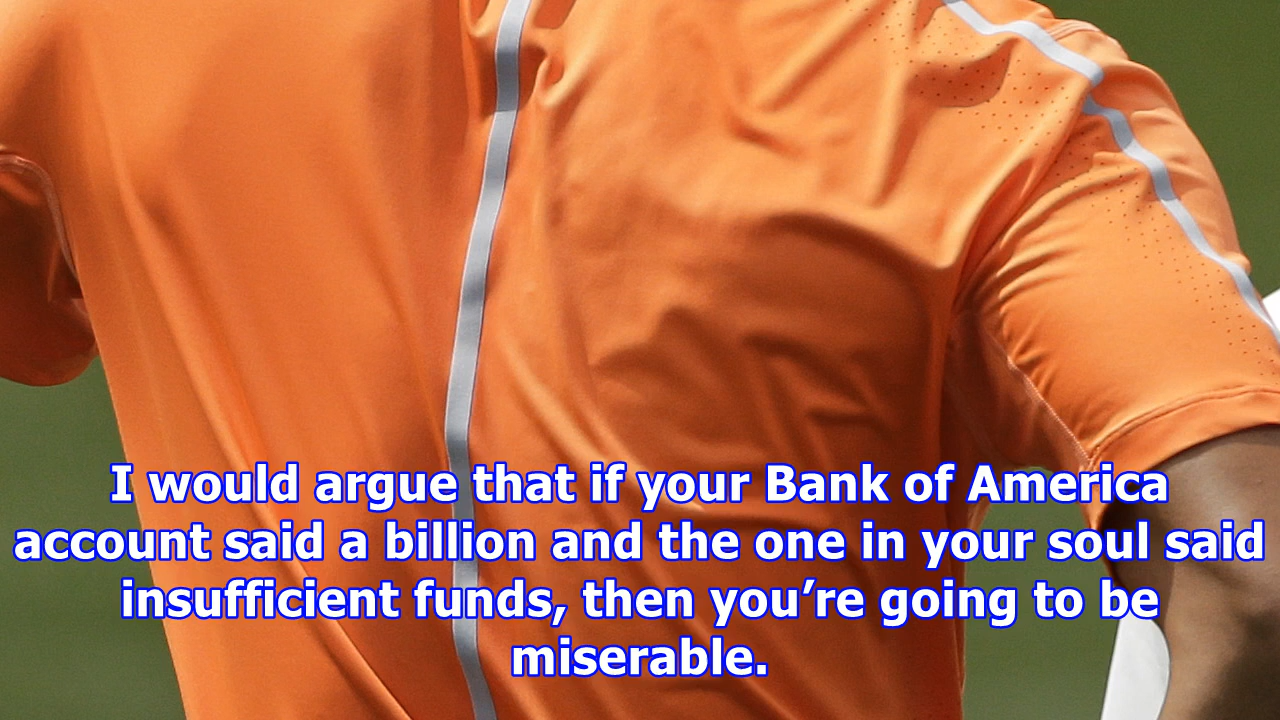 I would argue that if your Bank of America
account said a billion and the one in your soul said
insufficient funds, then you’re going to be
miserable.